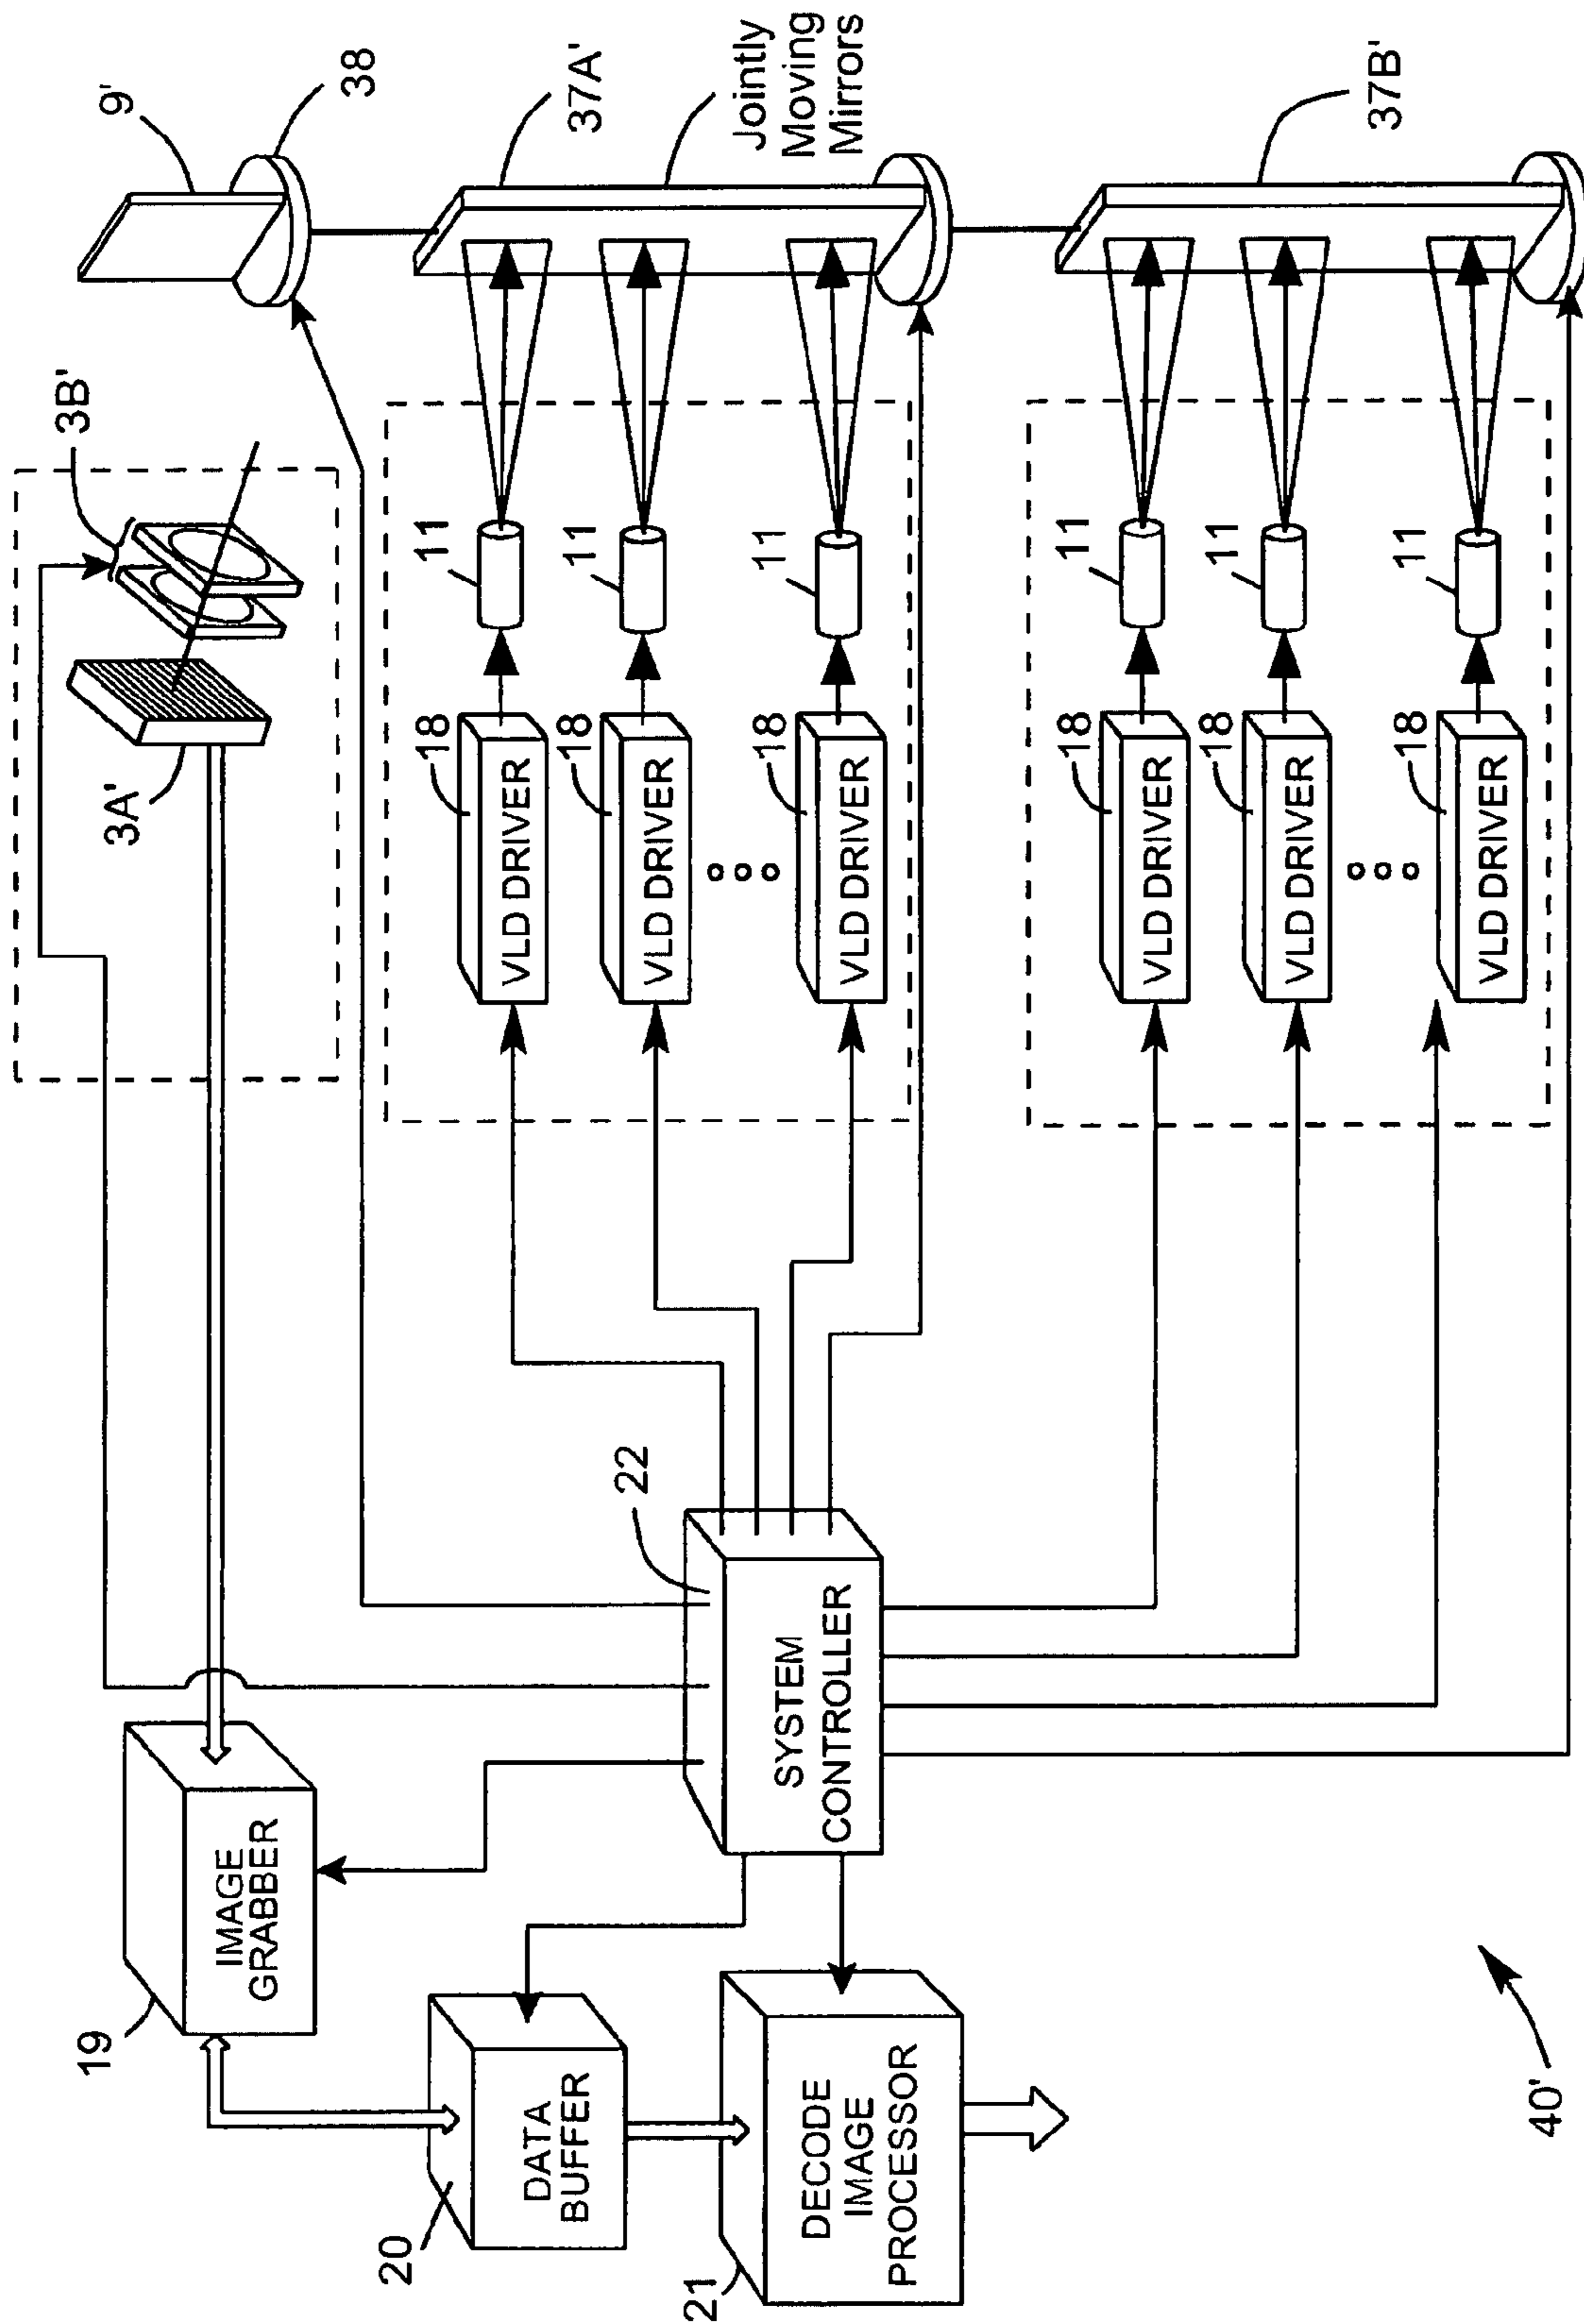 9'
38
3B'
3A'
37A'
Jointly
Moving
Mirrors
37B'
11
11
11
11
11
11
18
VLD DRIVER
18
VLD DRIVER
18
VLD DRIVER
18
VLD DRIVER
18
VLD DRIVER
18
VLD DRIVER
22
SYSTEM
CONTROLLER
19
IMAGE
GRABBER
20
DATA
BUFFER
21
DECODE
IMAGE
PROCESSOR
40'